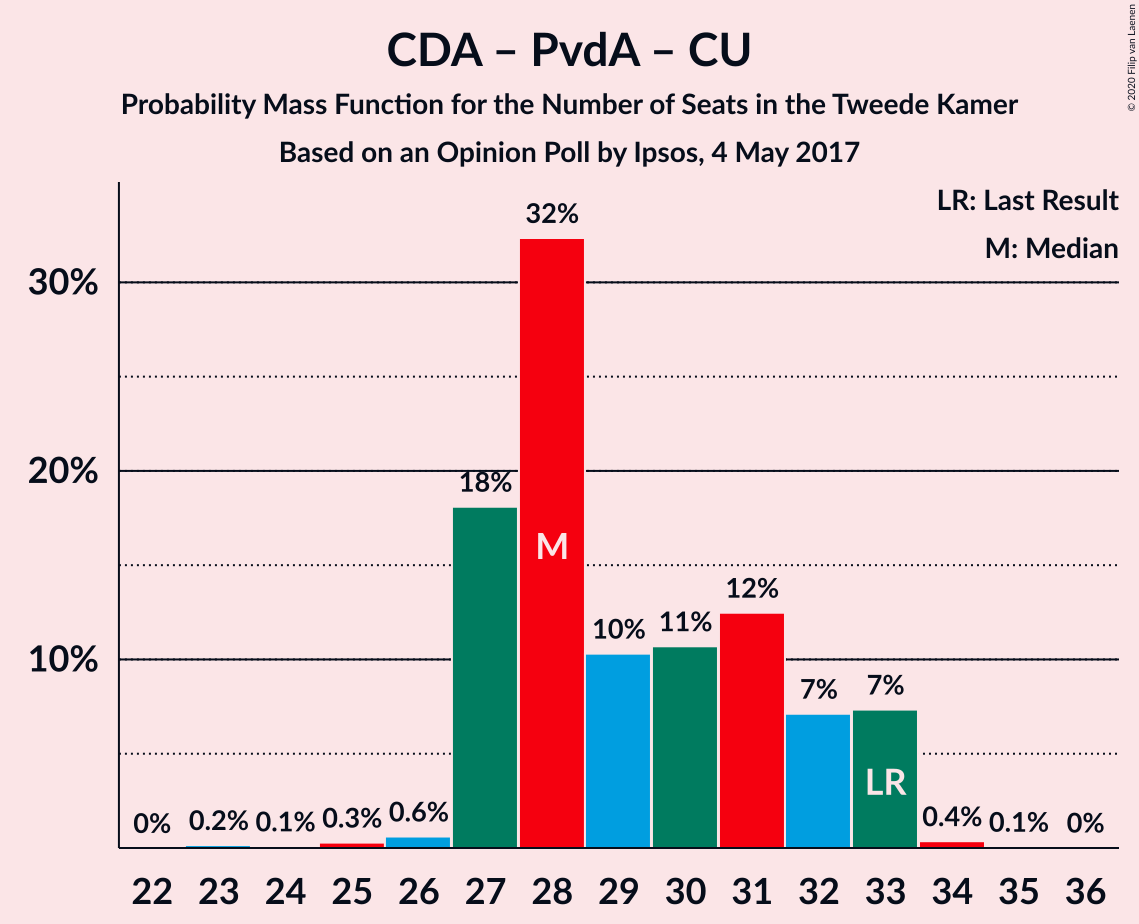 CDA – PvdA – CU
Probability Mass Function for the Number of Seats in the Tweede Kamer
Based on an Opinion Poll by Ipsos, 4 May 2017
© 2020 Filip van Laenen
LR: Last Result
M: Median
30%
20%
10%
0%
0.2%
0.1%
0.3%
0.6%
18%
32%
10%
11%
12%
7%
7%
0.4%
0.1%
0%
M
LR
22 23 24 25 26 27 28 29 30 31 32 33 34 35 36